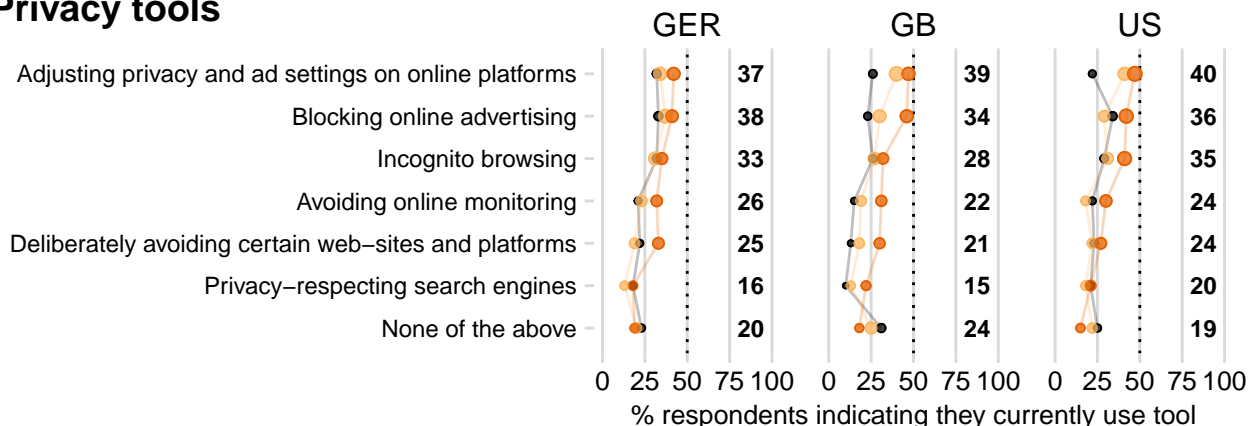 Privacy tools
GER GB US
Adjusting privacy and ad settings on online platforms 37 39 40
Blocking online advertising 38 34 36
Incognito browsing 33 28 35
Avoiding online monitoring 26 22 24
Deliberately avoiding certain web−sites and platforms 25 21 24
Privacy−respecting search engines 16 15 20
None of the above 20 24 19
0 25 50 75 100 0 25 50 75 100 0 25 50 75 100
% respondents indicating they currently use tool